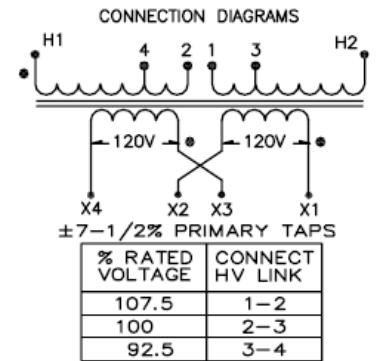 CONNECTION DIAGRAMS
H1 4 2 1 3 H2
120V 120V
X4 X2 X3 X1
±7-1/2% PRIMARY TAPS
% RATED VOLTAGE CONNECT HV LINK
107.5 1-2
100 2-3
92.5 3-4